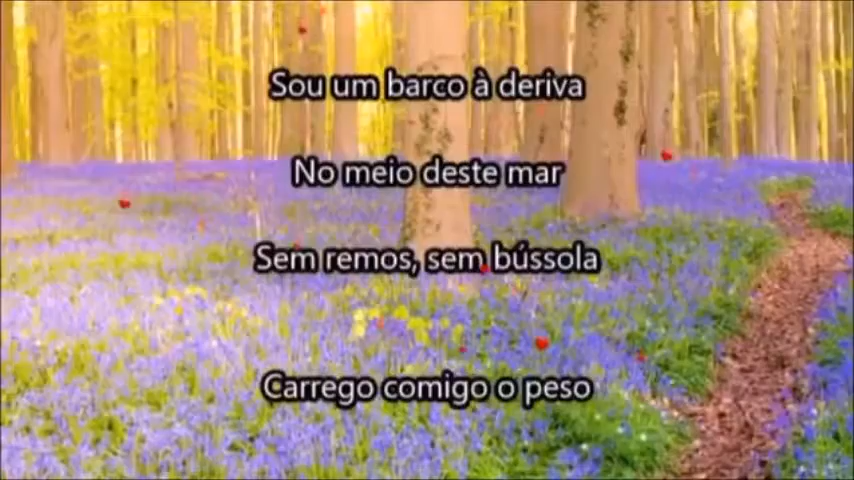 Sou um barco à deriva
No meio deste mar
Sem remos, sem bússola
Carrego comigo o peso